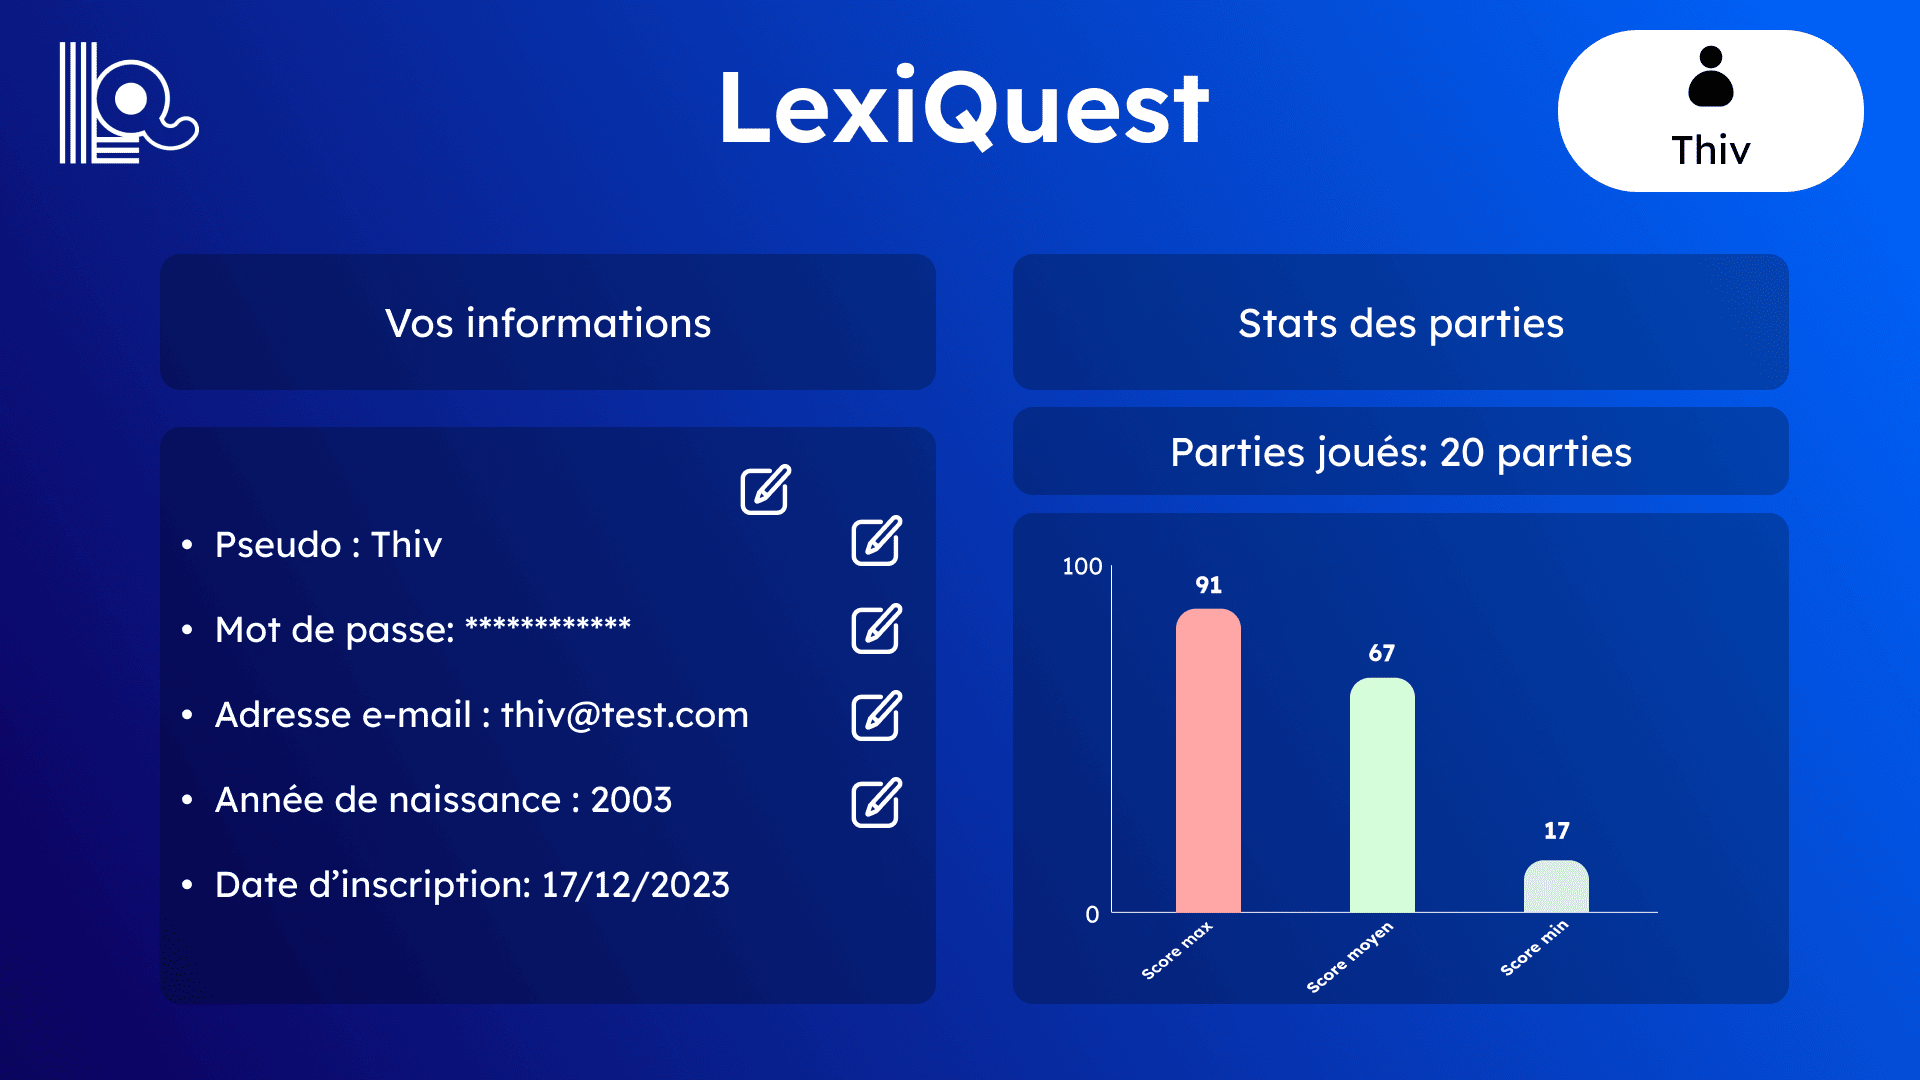 LexiQuest
Thiv
Vos informations
• Pseudo : Thiv
• Mot de passe: ************
• Adresse e-mail : thiv@test.com
• Année de naissance : 2003
• Date d’inscription: 17/12/2023
Stats des parties
Parties joués: 20 parties
100
91
67
17
0
Score max
Score moyen
Score min